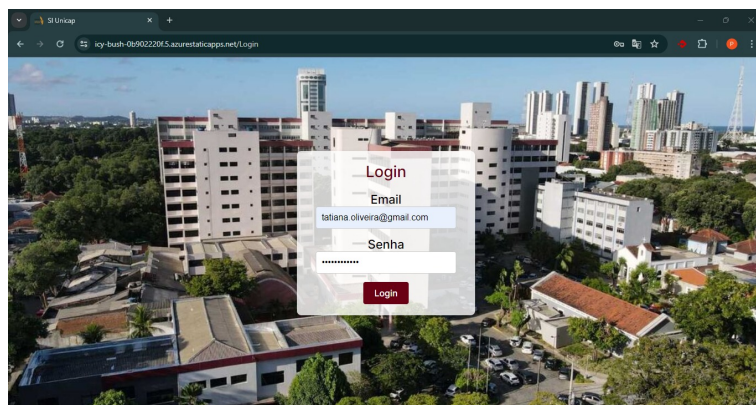 SI Unicap
icy-bush-0b902220f.5.azurestaticapps.net/Login
P
Login
Email
tatiana.oliveira@gmail.com
Senha
••••••••••••
Login